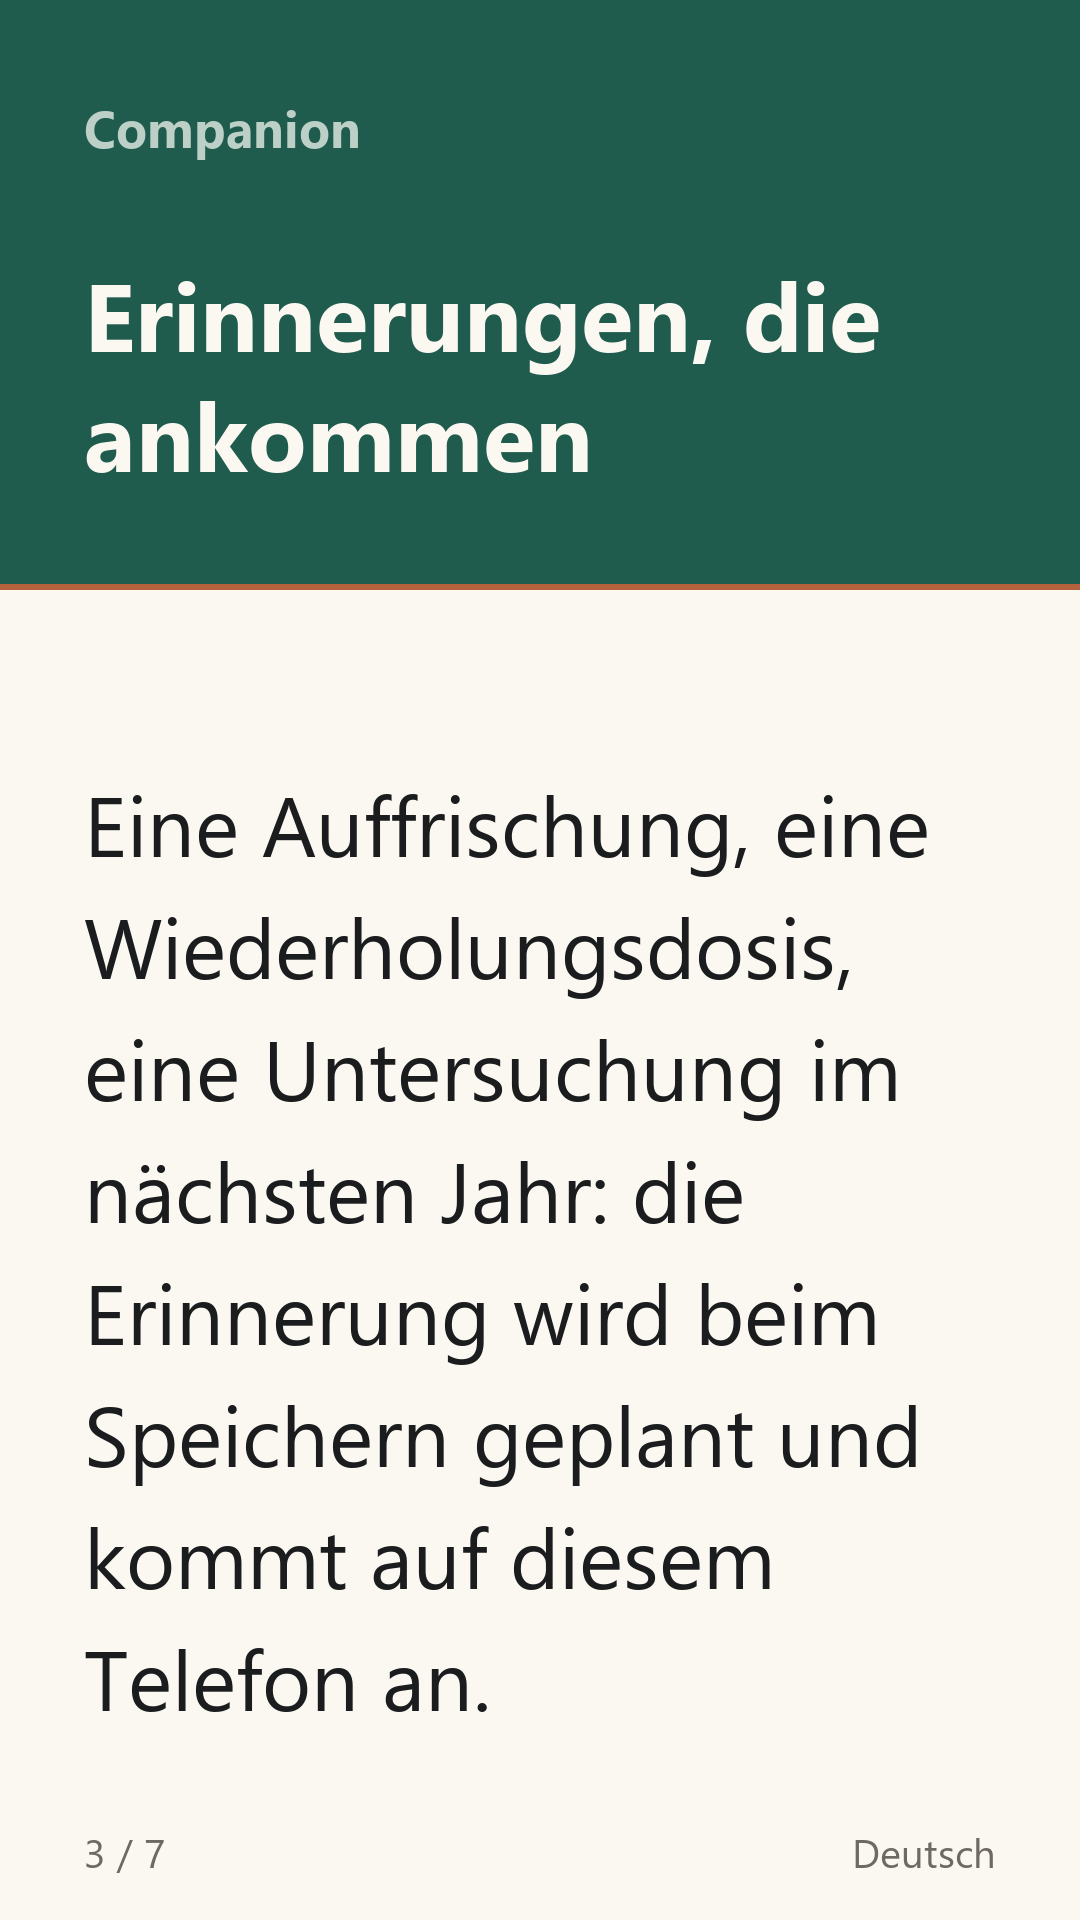 Companion
Erinnerungen, die
ankommen
Eine Auffrischung, eine
Wiederholungsdosis,
eine Untersuchung im
nächsten Jahr: die
Erinnerung wird beim
Speichern geplant und
kommt auf diesem
Telefon an.
3 / 7
Deutsch